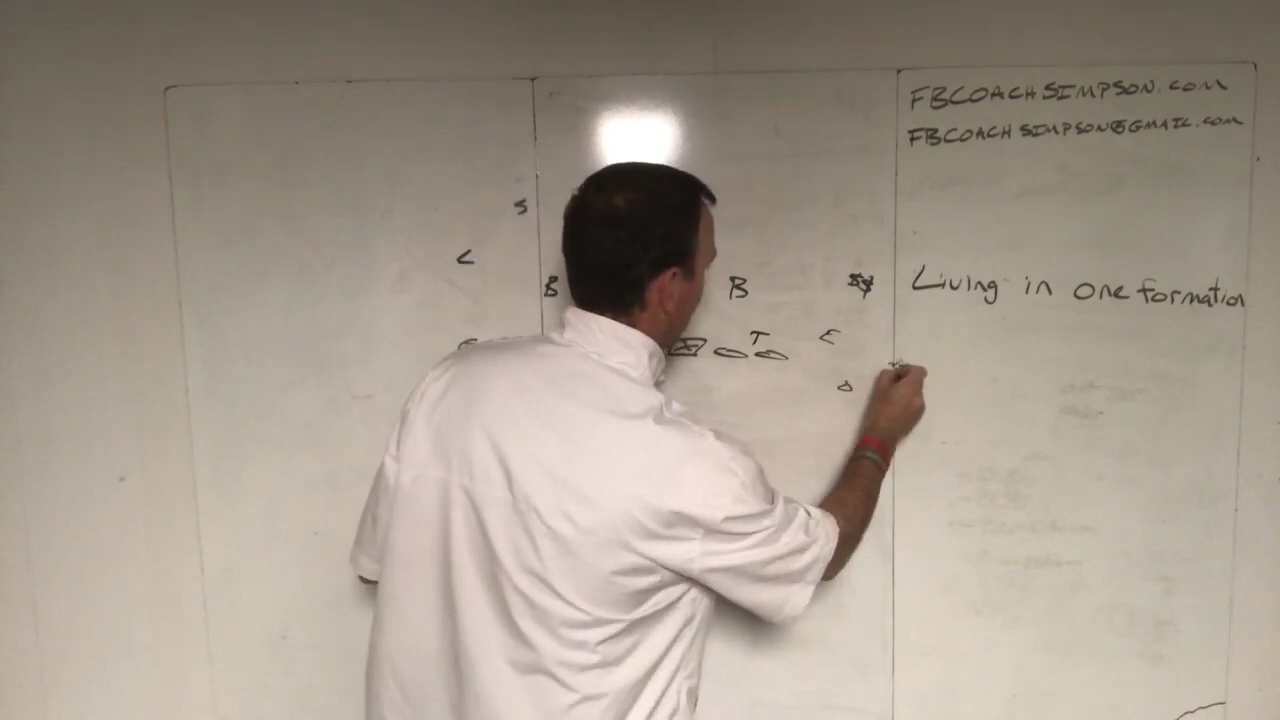 FBCOACHSIMPSON.COM
FBCOACHSIMPSON@GMAIL.COM
S
C
B B
Living in one formation
T E